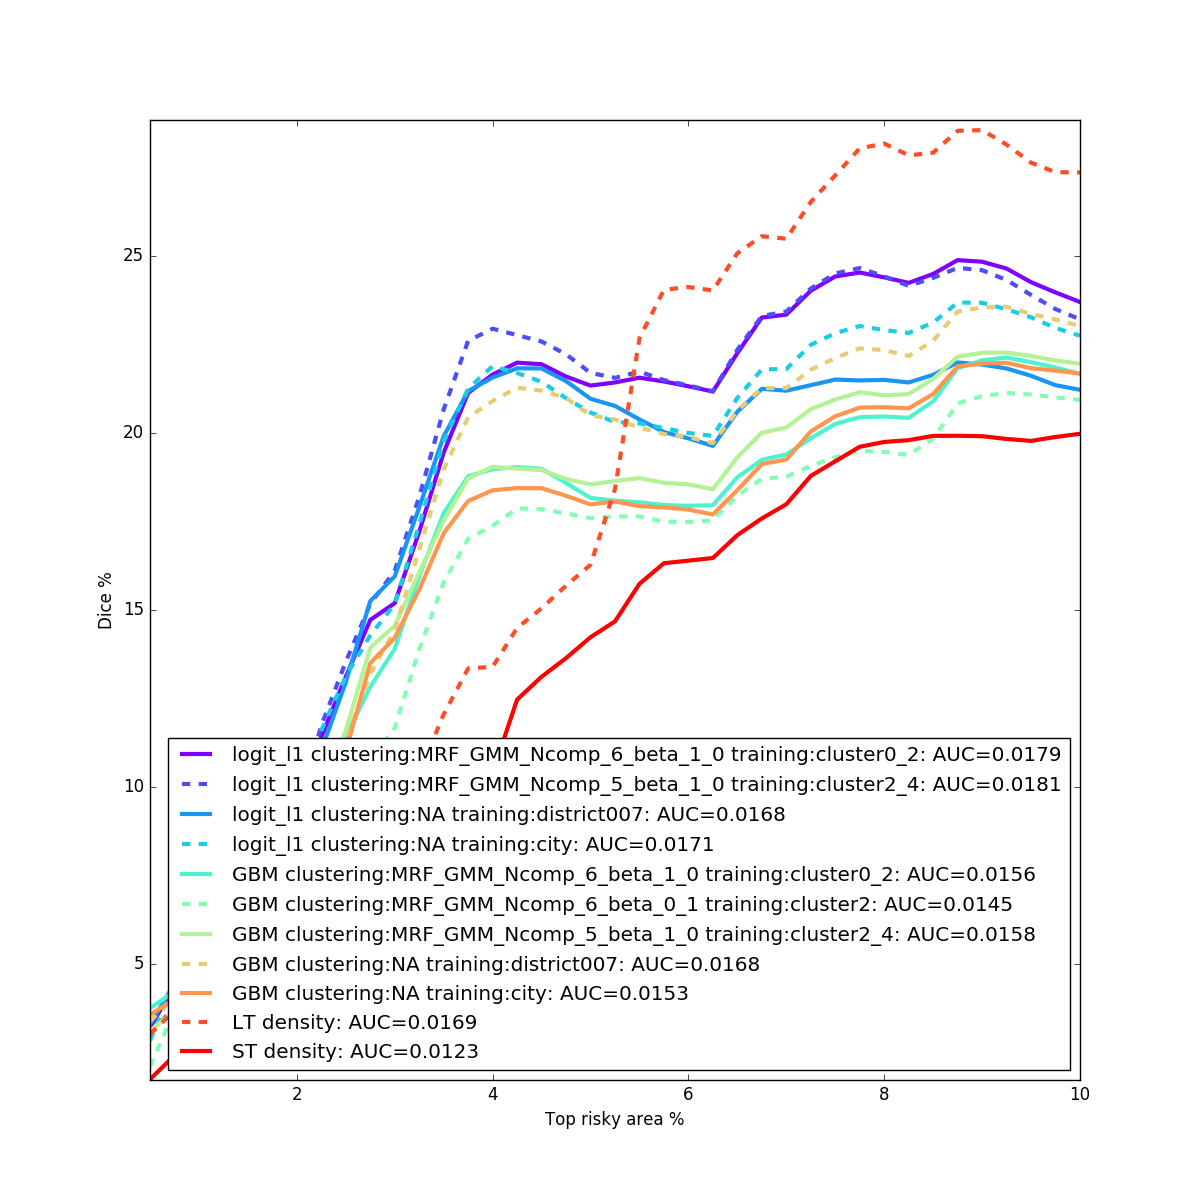 25
20
15
Dice %
10
5
logit_l1 clustering:MRF_GMM_Ncomp_6_beta_1_0 training:cluster0_2: AUC=0.0179
logit_l1 clustering:MRF_GMM_Ncomp_5_beta_1_0 training:cluster2_4: AUC=0.0181
logit_l1 clustering:NA training:district007: AUC=0.0168
logit_l1 clustering:NA training:city: AUC=0.0171
GBM clustering:MRF_GMM_Ncomp_6_beta_1_0 training:cluster0_2: AUC=0.0156
GBM clustering:MRF_GMM_Ncomp_6_beta_0_1 training:cluster2: AUC=0.0145
GBM clustering:MRF_GMM_Ncomp_5_beta_1_0 training:cluster2_4: AUC=0.0158
GBM clustering:NA training:district007: AUC=0.0168
GBM clustering:NA training:city: AUC=0.0153
LT density: AUC=0.0169
ST density: AUC=0.0123
2 4 6 8 10
Top risky area %